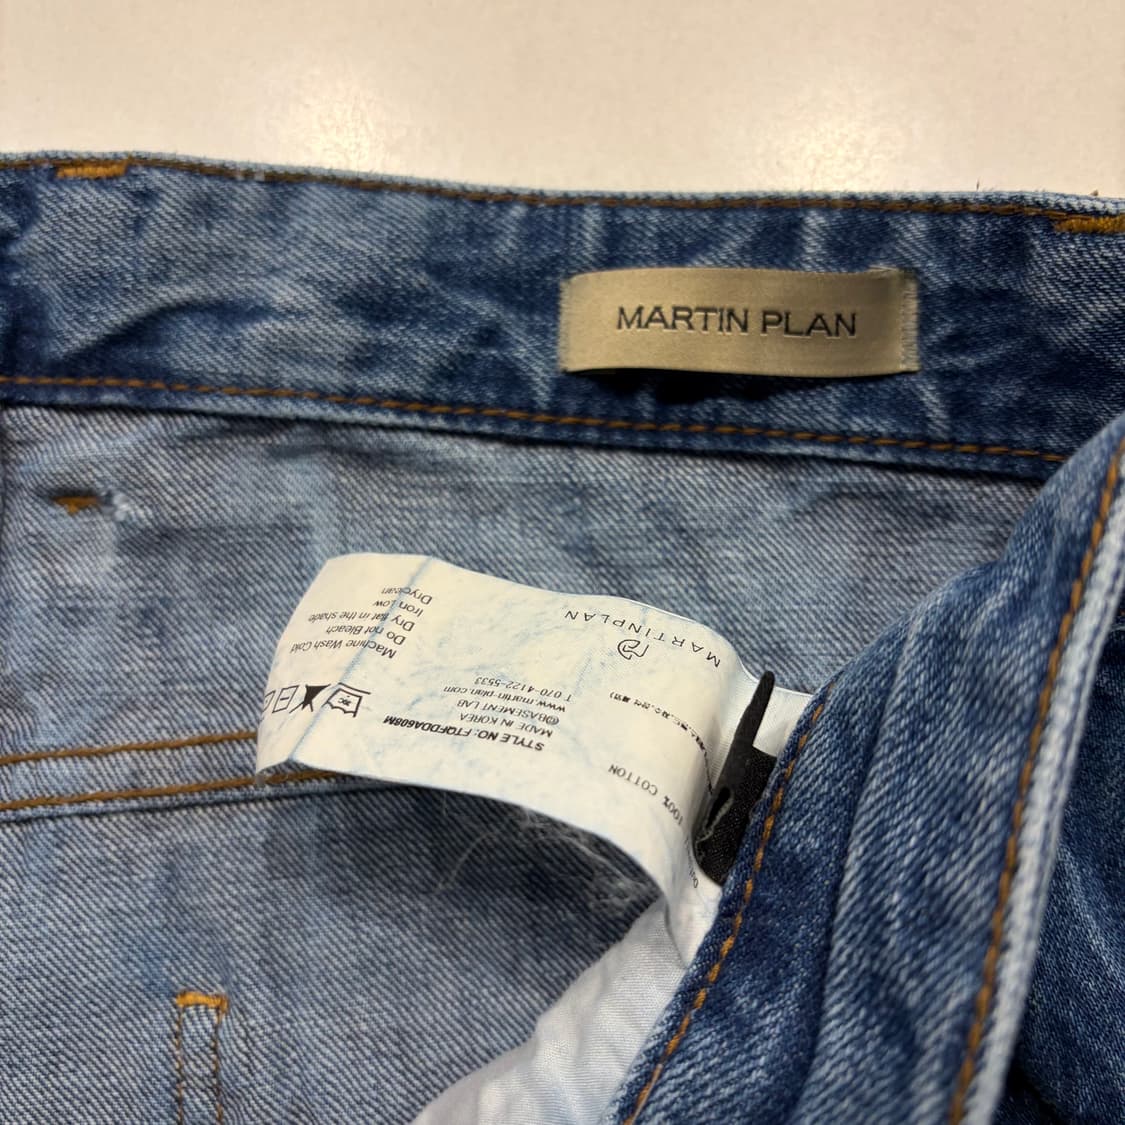 MARTIN PLAN
MARTINPLAN
100% COTTON
STYLE NO: FTQFDDA608M
MADE IN KOREA
©BASEMENT LAB
www.martin-plan.com
T 070-4122-5533
Machine Wash Cold
Do not Bleach
Dry flat in the shade
Iron Low
Dryclean